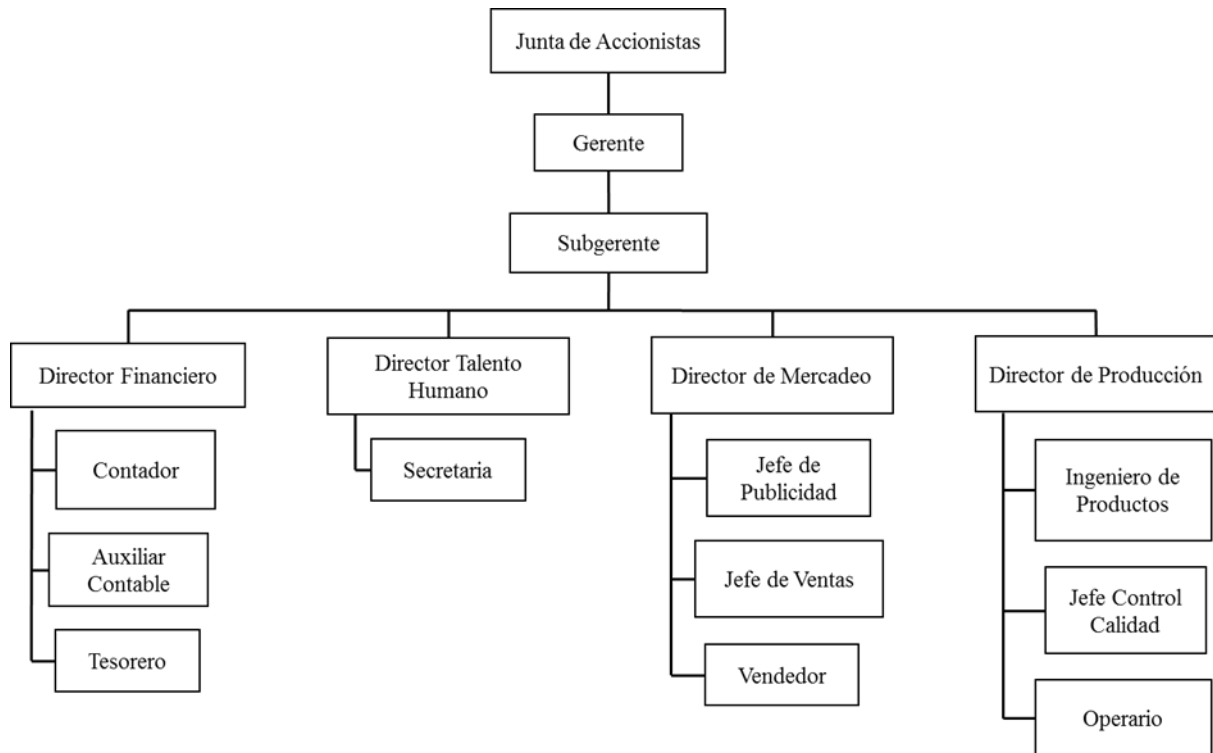 Junta de Accionistas
Gerente
Subgerente
Director Financiero
Director Talento
Humano
Director de Mercadeo
Director de Producción
Contador
Auxiliar
Contable
Tesorero
Secretaria
Jefe de
Publicidad
Jefe de Ventas
Vendedor
Ingeniero de
Productos
Jefe Control
Calidad
Operario